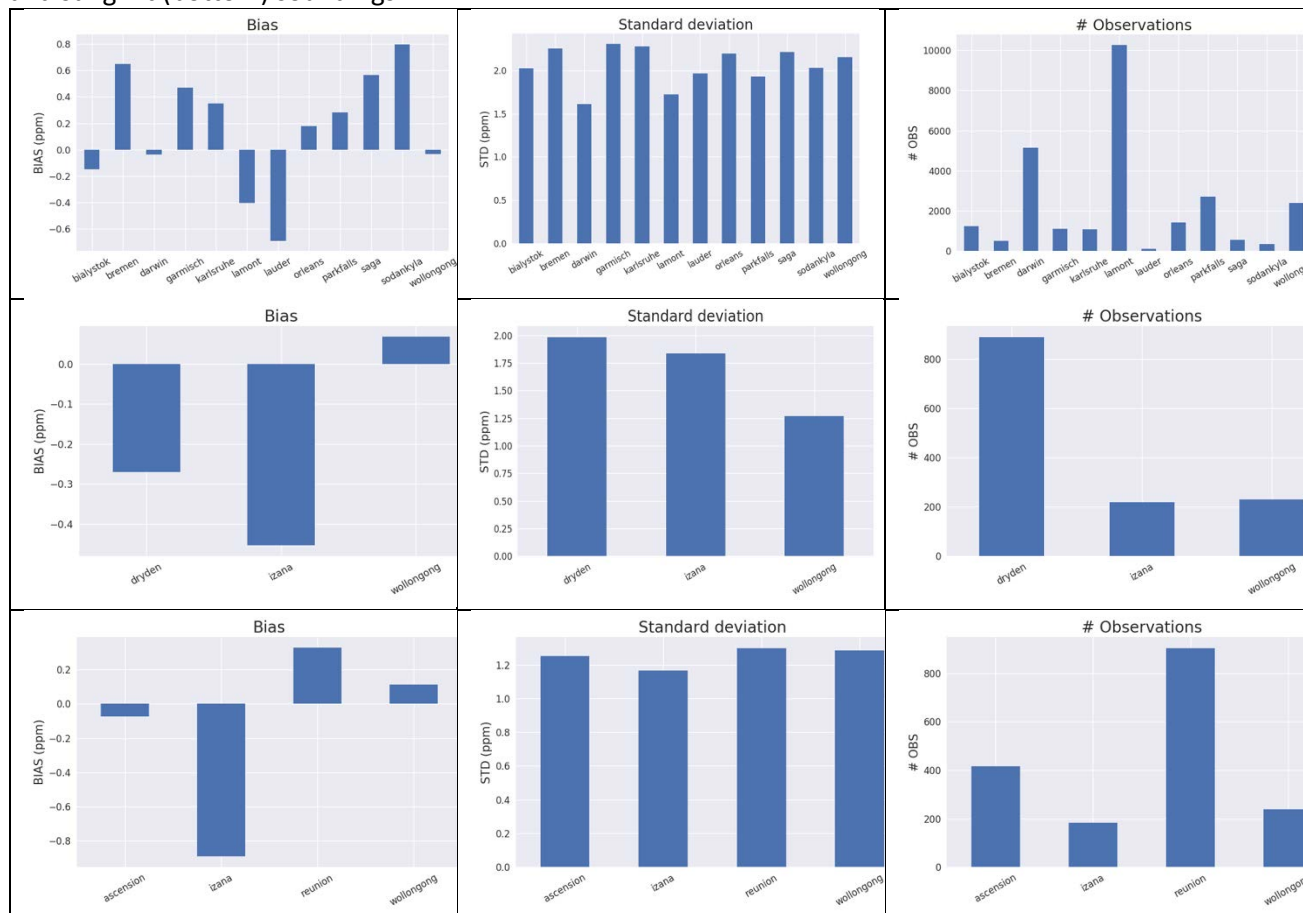 and sunglint (bottom) soundings.
Bias
BIAS (ppm)
0.8
0.6
0.4
0.2
0.0
−0.2
−0.4
−0.6
bialystok
bremen
darwin
garmisch
karlsruhe
lamont
lauder
orleans
parkfalls
saga
sodankyla
wollongong
Standard deviation
STD (ppm)
2.0
1.5
1.0
0.5
0.0
bialystok
bremen
darwin
garmisch
karlsruhe
lamont
lauder
orleans
parkfalls
saga
sodankyla
wollongong
# Observations
# OBS
10000
8000
6000
4000
2000
0
bialystok
bremen
darwin
garmisch
karlsruhe
lamont
lauder
orleans
parkfalls
saga
sodankyla
Bias
BIAS (ppm)
0.0
−0.1
−0.2
−0.3
−0.4
dryden
izana
wollongong
Standard deviation
STD (ppm)
2.00
1.75
1.50
1.25
1.00
0.75
0.50
0.25
0.00
dryden
izana
wollongong
# Observations
# OBS
800
600
400
200
0
dryden
izana
wollongong
Bias
BIAS (ppm)
0.2
0.0
−0.2
−0.4
−0.6
−0.8
ascension
izana
reunion
wollongong
Standard deviation
STD (ppm)
1.2
1.0
0.8
0.6
0.4
0.2
0.0
ascension
izana
reunion
wollongong
# Observations
# OBS
800
600
400
200
0
ascension
izana
reunion